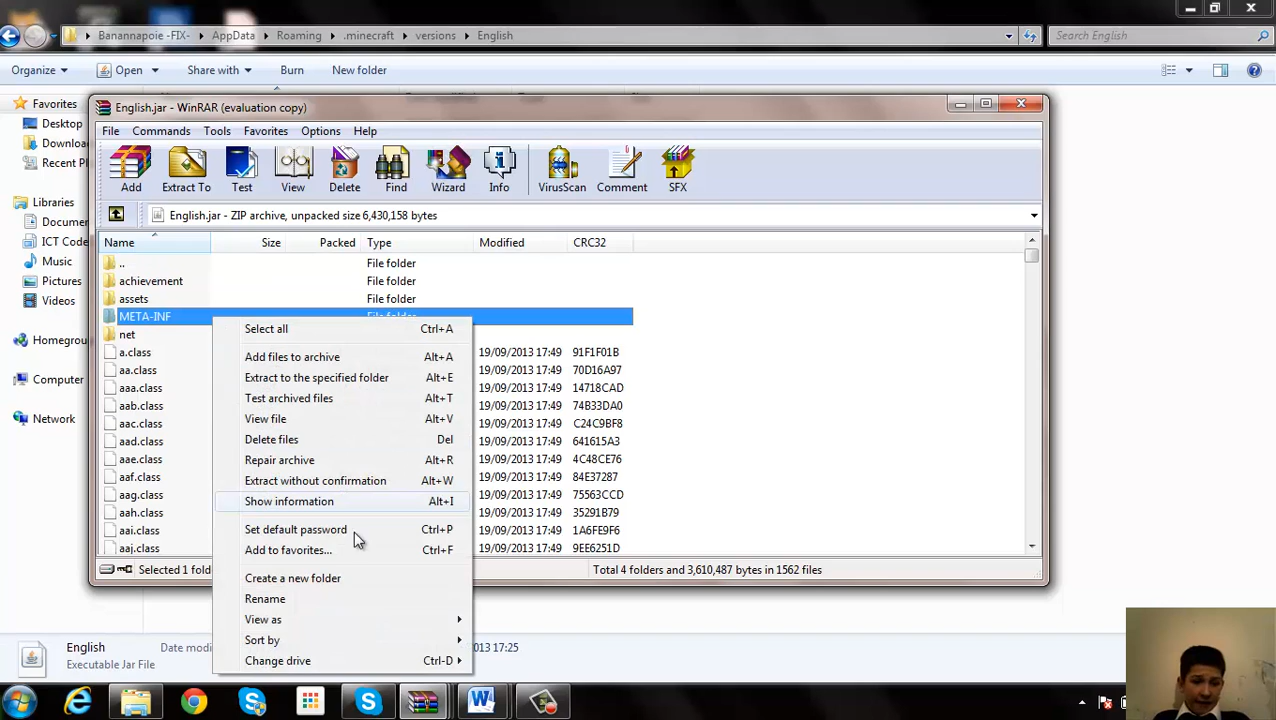 Banannapoie -FIX- AppData Roaming .minecraft versions English Search English
Organize Open Share with Burn New folder
Favorites
Desktop
Downloa
Recent Pl
Libraries
Documen
ICT Code
Music
Pictures
Videos
Homegrou
Computer
Network
English.jar - WinRAR (evaluation copy)
File Commands Tools Favorites Options Help
Add Extract To Test View Delete Find Wizard Info VirusScan Comment SFX
English.jar - ZIP archive, unpacked size 6,430,158 bytes
Name Size Packed Type Modified CRC32
.. File folder
achievement File folder
assets File folder
META-INF File folder
net
a.class 19/09/2013 17:49 91F1F01B
aa.class 19/09/2013 17:49 70D16A97
aaa.class 19/09/2013 17:49 14718CAD
aab.class 19/09/2013 17:49 74B33DA0
aac.class 19/09/2013 17:49 C24C9BF8
aad.class 19/09/2013 17:49 641615A3
aae.class 19/09/2013 17:49 4C48CE76
aaf.class 19/09/2013 17:49 84E37287
aag.class 19/09/2013 17:49 75563CCD
aah.class 19/09/2013 17:49 35291B79
aai.class 19/09/2013 17:49 1A6FE9F6
aaj.class 19/09/2013 17:49 9EE6251D
Select all Ctrl+A
Add files to archive Alt+A
Extract to the specified folder Alt+E
Test archived files Alt+T
View file Alt+V
Delete files Del
Repair archive Alt+R
Extract without confirmation Alt+W
Show information Alt+I
Set default password Ctrl+P
Add to favorites... Ctrl+F
Create a new folder
Rename
View as
Sort by
Change drive Ctrl-D
Selected 1 fold Total 4 folders and 3,610,487 bytes in 1562 files
English Date modi 2013 17:25
Executable Jar File